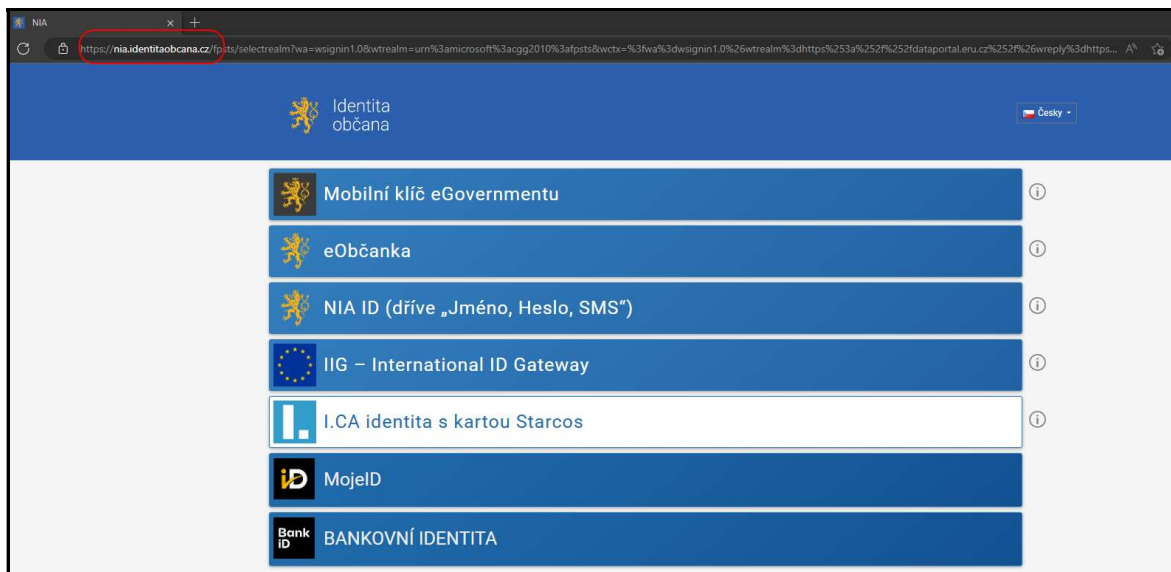 NIA
https://nia.identitaobcana.cz/fpsts/selectrealm?wa=wsignin1.0&wtrealm=urn%3amicrosoft%3acgg2010%3afpsts&wctx=%3fwa%3dwsignin1.0%26wtrealm%3dhttps%253a%252f%252fdataportal.eru.cz%252f%26wreply%3dhttps...
Identita
občana
Česky
Mobilní klíč eGovernmentu
eObčanka
NIA ID (dříve „Jméno, Heslo, SMS“)
IIG – International ID Gateway
I.
I.CA identita s kartou Starcos
iD
MojeID
Bank
iD
BANKOVNÍ IDENTITA